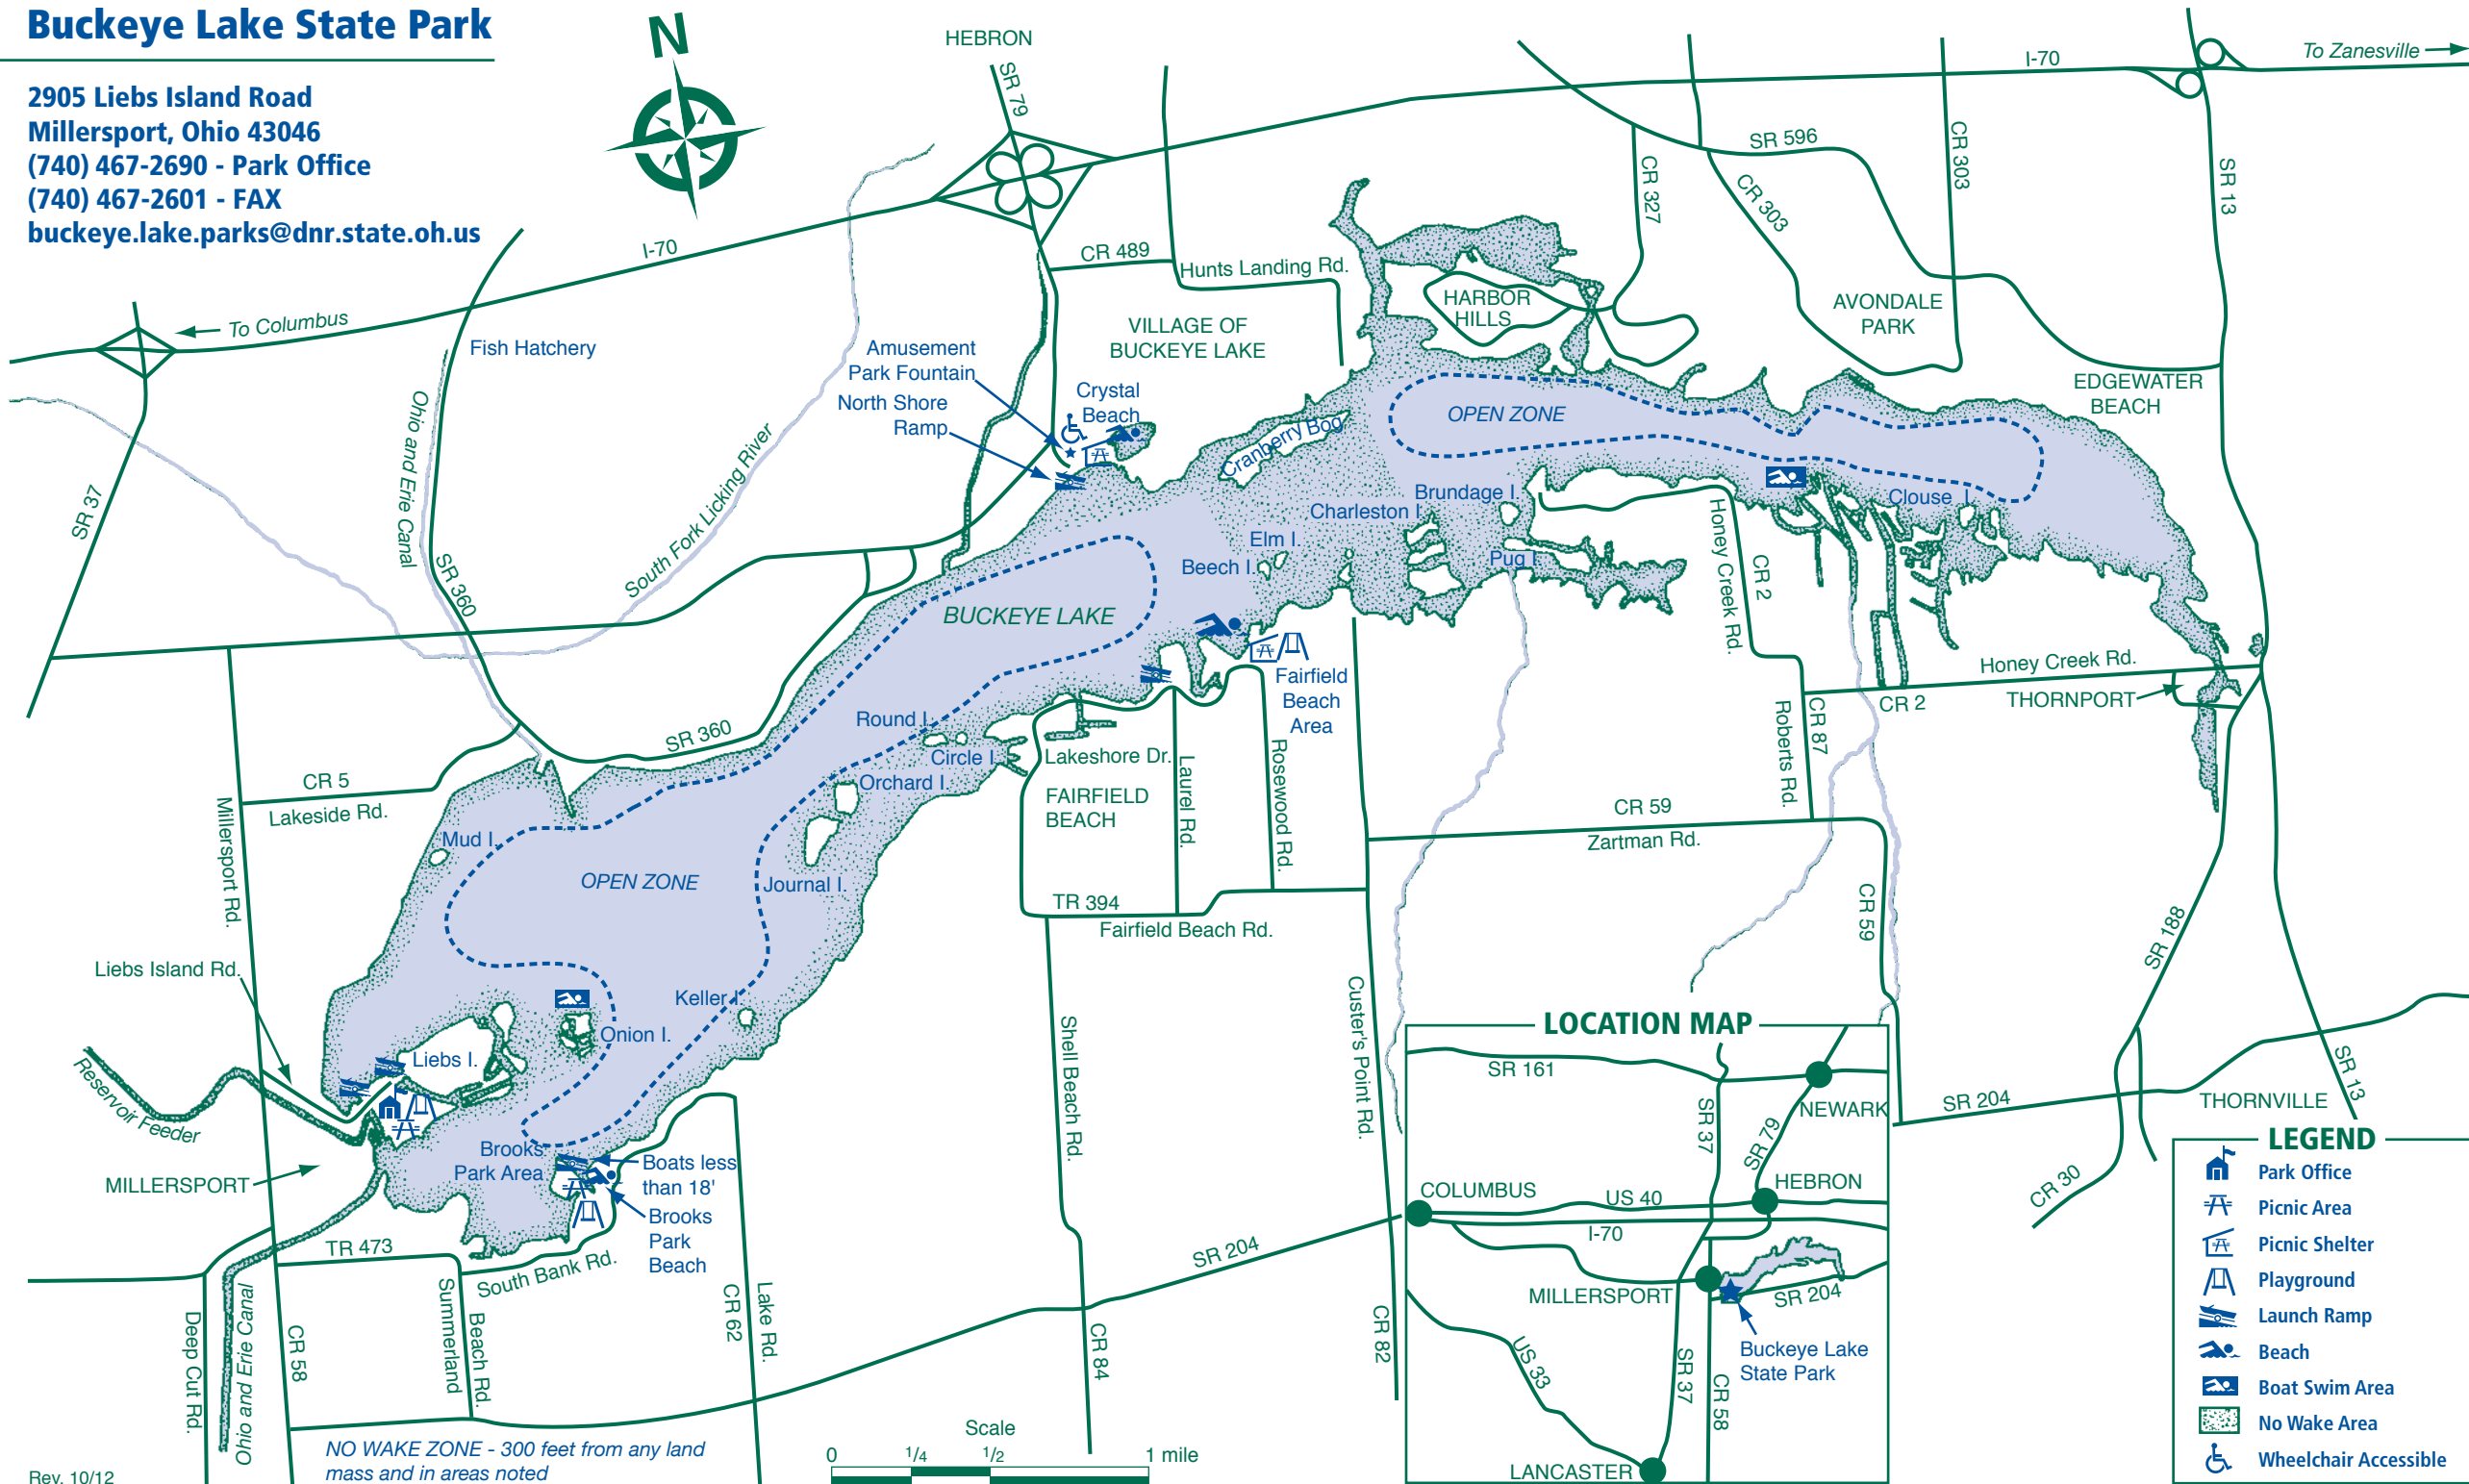 Buckeye Lake State Park
2905 Liebs Island Road
Millersport, Ohio 43046
(740) 467-2690 - Park Office
(740) 467-2601 - FAX
buckeye.lake.parks@dnr.state.oh.us
N
HEBRON
SR 79
I-70
To Zanesville
SR 596
CR 327
CR 303
CR 303
SR 13
I-70
CR 489
Hunts Landing Rd.
HARBOR
HILLS
AVONDALE
PARK
To Columbus
Fish Hatchery
VILLAGE OF
BUCKEYE LAKE
Amusement
Park Fountain
North Shore
Ramp
Crystal
Beach
EDGEWATER
BEACH
OPEN ZONE
Cranberry Bog
Ohio and Erie Canal
South Fork Licking River
SR 37
SR 360
Brundage I.
Charleston I.
Clouse I.
Elm I.
Beech I.
Pug I.
Honey Creek Rd.
CR 2
BUCKEYE LAKE
Fairfield
Beach
Area
Honey Creek Rd.
THORNPORT
CR 2
Roberts Rd.
CR 87
SR 360
Round I.
Circle I.
Orchard I.
Lakeshore Dr.
Laurel Rd.
Rosewood Rd.
FAIRFIELD
BEACH
CR 5
Lakeside Rd.
Millersport Rd.
Mud I.
OPEN ZONE
Journal I.
CR 59
Zartman Rd.
CR 59
TR 394
Fairfield Beach Rd.
SR 188
Liebs Island Rd.
Keller I.
Onion I.
Liebs I.
Reservoir Feeder
Shell Beach Rd.
Custer's Point Rd.
SR 13
SR 204
THORNVILLE
CR 30
MILLERSPORT
Brooks
Park Area
Boats less
than 18'
Brooks
Park
Beach
TR 473
South Bank Rd.
Summerland
Beach Rd.
Deep Cut Rd.
Ohio and Erie Canal
CR 58
CR 62
Lake Rd.
SR 204
CR 84
CR 82
LOCATION MAP
SR 161
NEWARK
SR 37
SR 79
HEBRON
COLUMBUS
US 40
I-70
MILLERSPORT
SR 204
Buckeye Lake
State Park
US 33
SR 37
CR 58
LANCASTER
LEGEND
Park Office
Picnic Area
Picnic Shelter
Playground
Launch Ramp
Beach
Boat Swim Area
No Wake Area
Wheelchair Accessible
NO WAKE ZONE - 300 feet from any land
mass and in areas noted
Scale
0 1/4 1/2 1 mile
Rev. 10/12